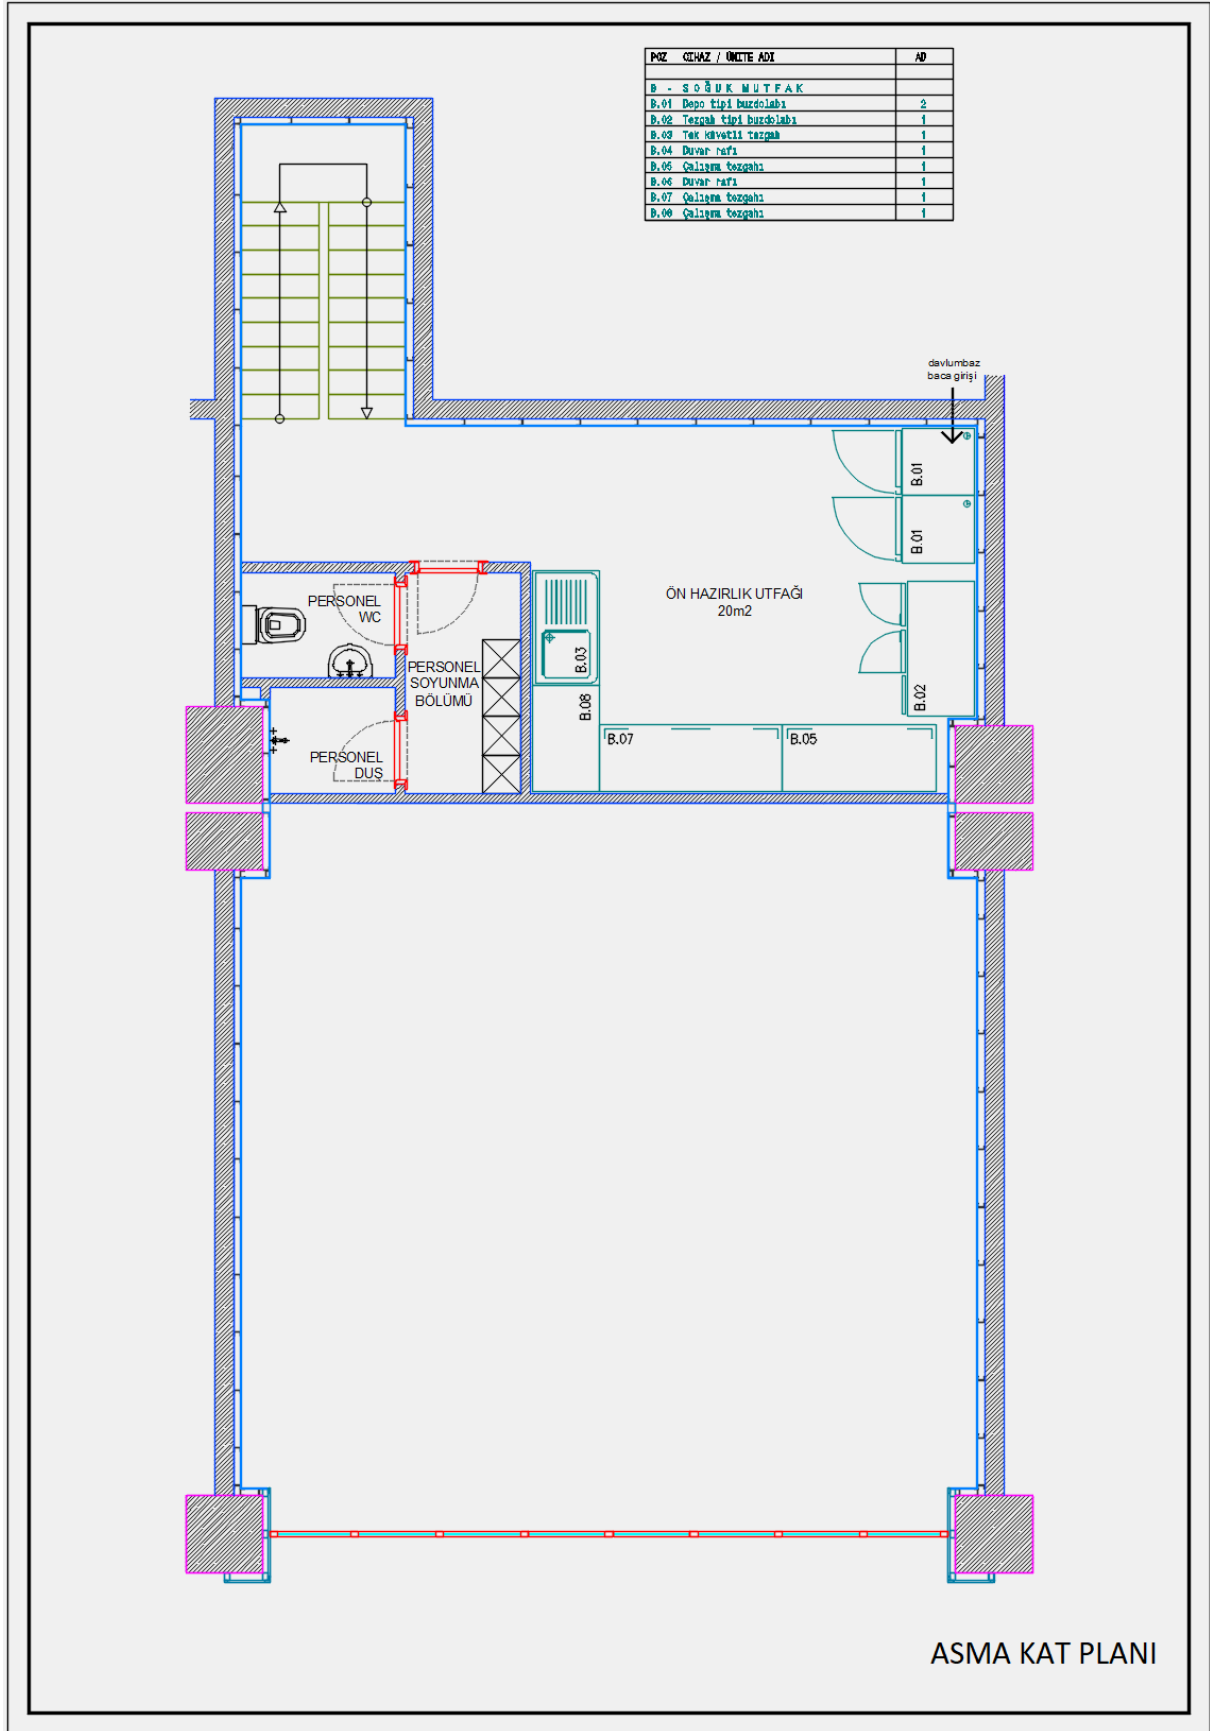 POZ CİHAZ / ÜNİTE ADI AD
B - SOĞUK MUTFAK
B.01 Depo tipi buzdolabı 2
B.02 Tezgah tipi buzdolabı 1
B.03 Tek küvetli tezgah 1
B.04 Duvar rafı 1
B.05 Çalışma tezgahı 1
B.06 Duvar rafı 1
B.07 Çalışma tezgahı 1
B.08 Çalışma tezgahı 1
davlumbaz
baca girişi
B.01
B.01
ÖN HAZIRLIK UTFAĞI
20m2
PERSONEL
WC
B.03
PERSONEL
SOYUNMA
BÖLÜMÜ
B.02
B.08
B.07
B.05
PERSONEL
DUŞ
ASMA KAT PLANI